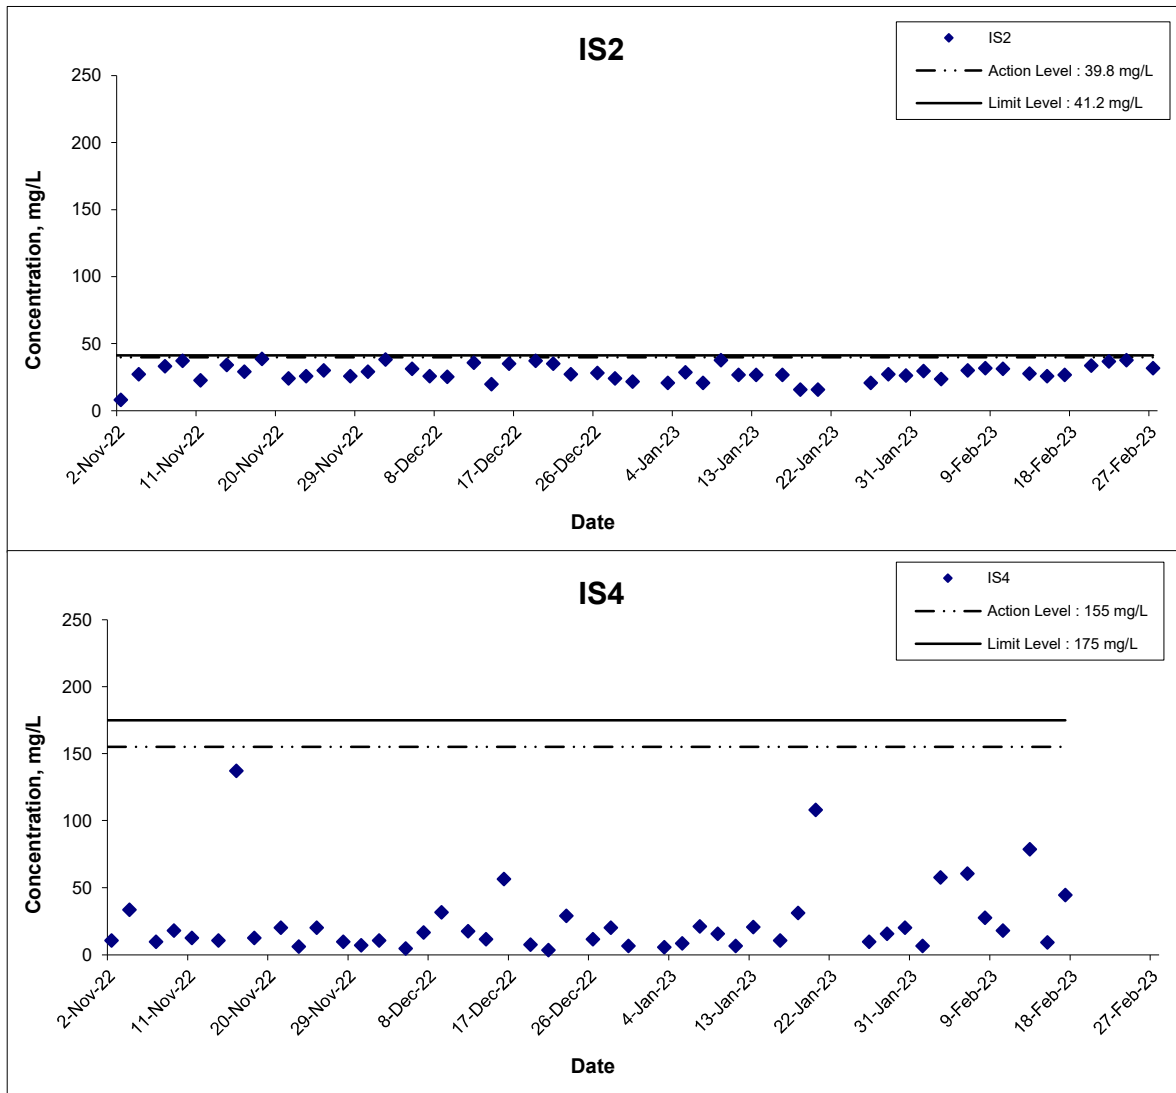 IS2
IS2
Action Level : 39.8 mg/L
Limit Level : 41.2 mg/L
250
200
150
100
50
0
Concentration, mg/L
2-Nov-22
11-Nov-22
20-Nov-22
29-Nov-22
8-Dec-22
17-Dec-22
26-Dec-22
4-Jan-23
13-Jan-23
22-Jan-23
31-Jan-23
9-Feb-23
18-Feb-23
27-Feb-23
Date
IS4
IS4
Action Level : 155 mg/L
Limit Level : 175 mg/L
250
200
150
100
50
0
Concentration, mg/L
2-Nov-22
11-Nov-22
20-Nov-22
29-Nov-22
8-Dec-22
17-Dec-22
26-Dec-22
4-Jan-23
13-Jan-23
22-Jan-23
31-Jan-23
9-Feb-23
18-Feb-23
27-Feb-23
Date